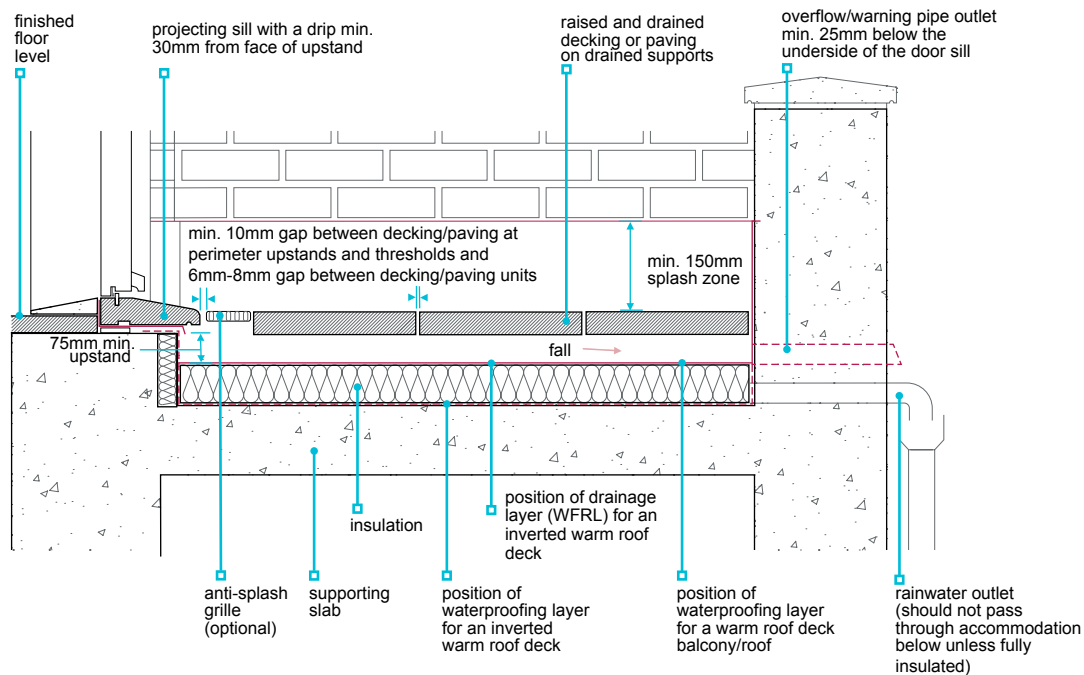 finished
floor
level
projecting sill with a drip min.
30mm from face of upstand
raised and drained
decking or paving
on drained supports
overflow/warning pipe outlet
min. 25mm below the
underside of the door sill
min. 10mm gap between decking/paving at
perimeter upstands and thresholds and
6mm-8mm gap between decking/paving units
min. 150mm
splash zone
75mm min.
upstand
fall
insulation
position of drainage
layer (WFRL) for an
inverted warm roof
deck
anti-splash
grille
(optional)
supporting
slab
position of
waterproofing layer
for an inverted
warm roof deck
position of
waterproofing layer
for a warm roof deck
balcony/roof
rainwater outlet
(should not pass
through accommodation
below unless fully
insulated)